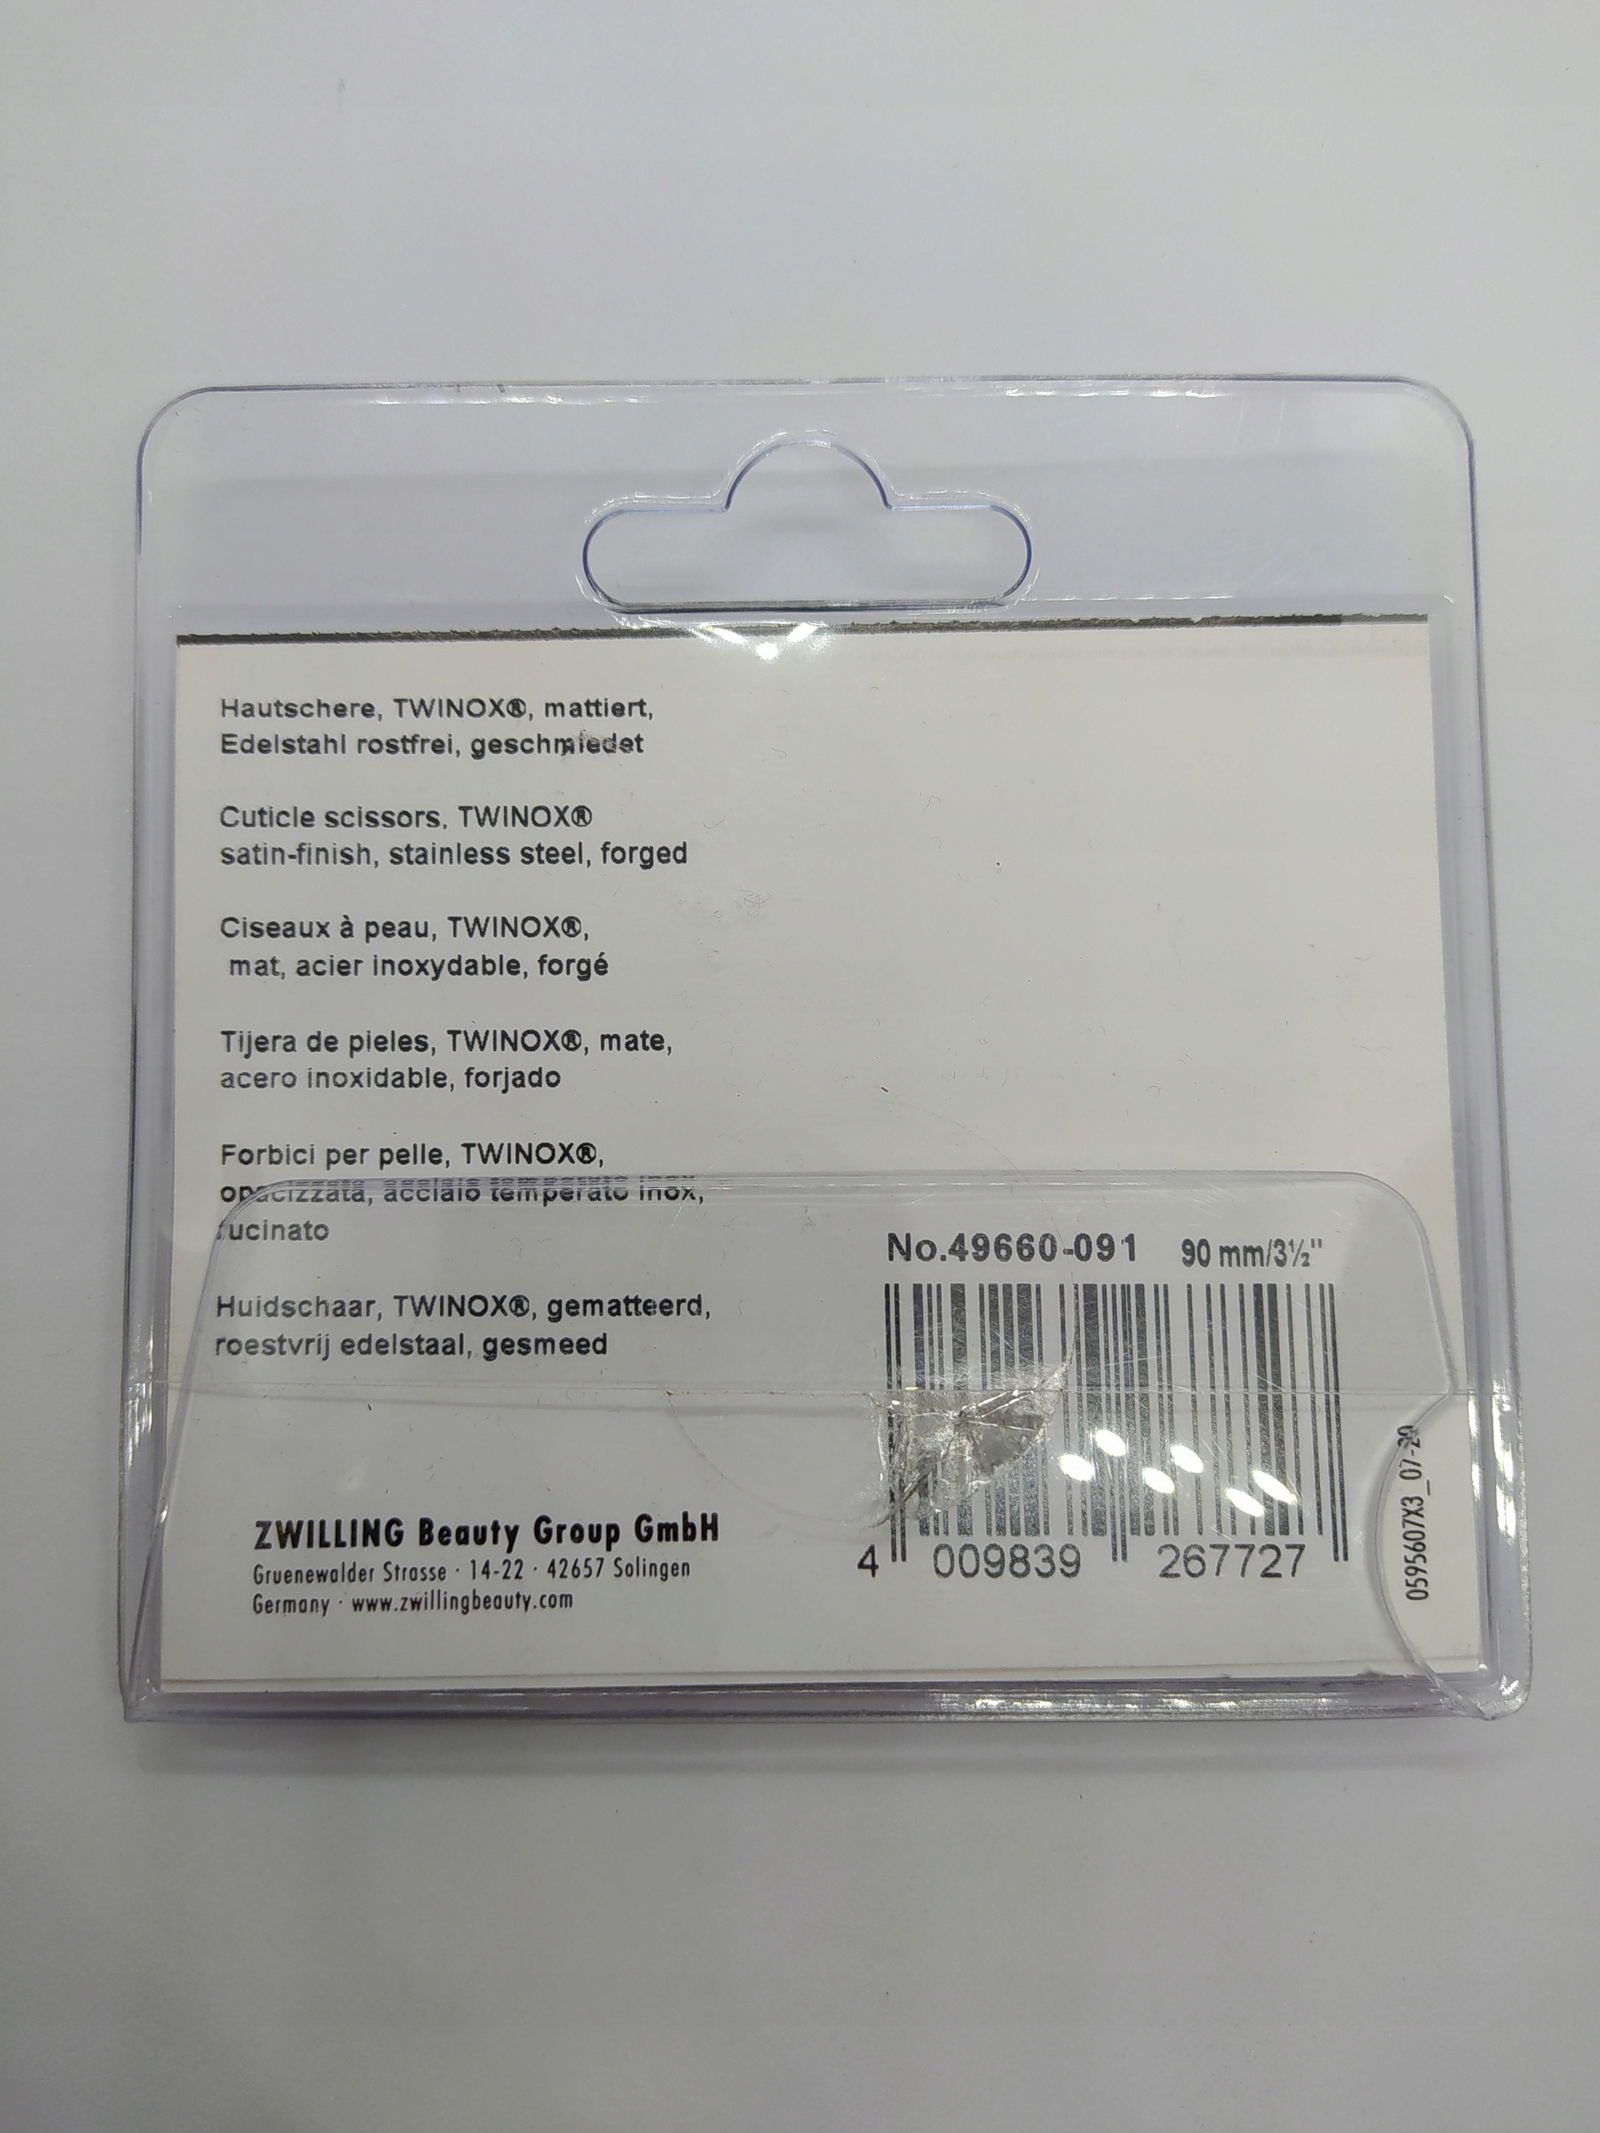 Hautschere, TWINOX®, mattiert,
Edelstahl rostfrei, geschmiedet
Cuticle scissors, TWINOX®
satin-finish, stainless steel, forged
Ciseaux à peau, TWINOX®,
mat, acier inoxydable, forgé
Tijera de pieles, TWINOX®, mate,
acero inoxidable, forjado
Forbici per pelle, TWINOX®,
opacizzata, acciaio temperato inox,
fucinato
Huidschaar, TWINOX®, gematteerd,
roestvrij edelstaal, gesmeed
No.49660-091 90 mm/3½"
4 009839 267727
0595607X3_07-20
ZWILLING Beauty Group GmbH
Gruenewalder Strasse · 14-22 · 42657 Solingen
Germany · www.zwillingbeauty.com